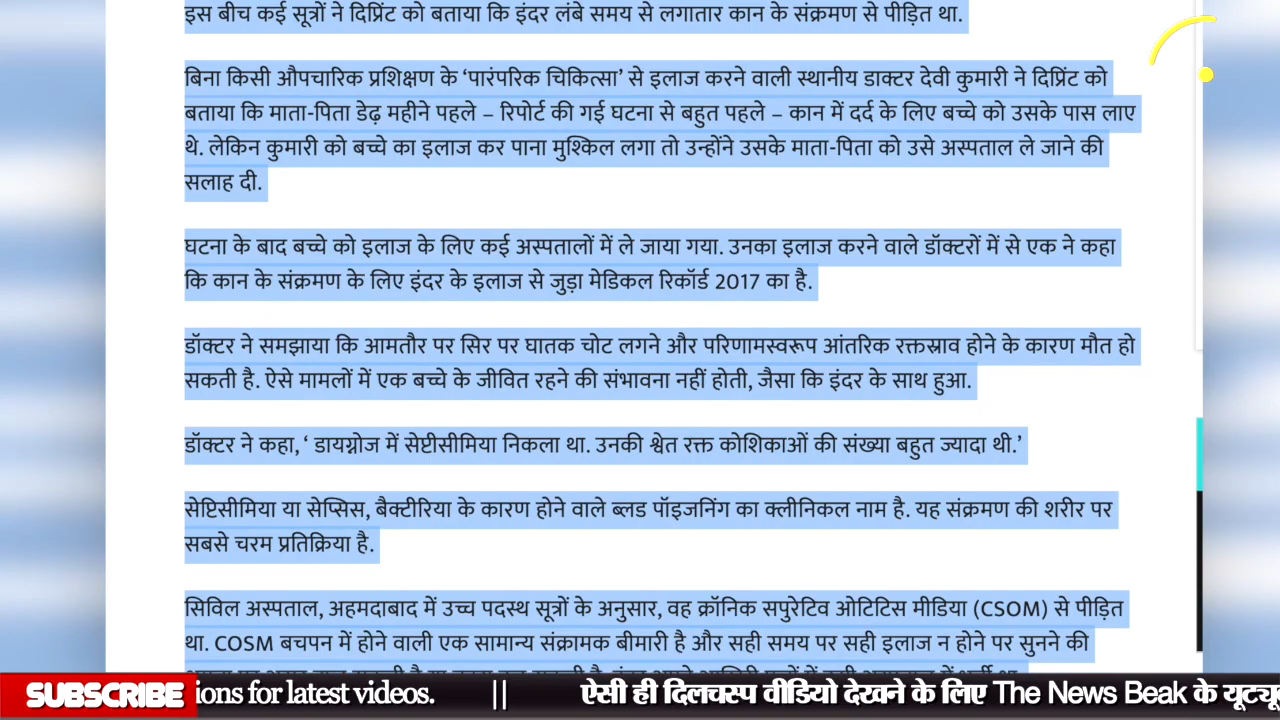 इस बीच कई सूत्रों ने दिप्रिंट को बताया कि इंदर लंबे समय से लगातार कान के संक्रमण से पीड़ित था.
बिना किसी औपचारिक प्रशिक्षण के ‘पारंपरिक चिकित्सा’ से इलाज करने वाली स्थानीय डाक्टर देवी कुमारी ने दिप्रिंट को
बताया कि माता-पिता डेढ़ महीने पहले – रिपोर्ट की गई घटना से बहुत पहले – कान में दर्द के लिए बच्चे को उसके पास लाए
थे. लेकिन कुमारी को बच्चे का इलाज कर पाना मुश्किल लगा तो उन्होंने उसके माता-पिता को उसे अस्पताल ले जाने की
सलाह दी.
घटना के बाद बच्चे को इलाज के लिए कई अस्पतालों में ले जाया गया. उनका इलाज करने वाले डॉक्टरों में से एक ने कहा
कि कान के संक्रमण के लिए इंदर के इलाज से जुड़ा मेडिकल रिकॉर्ड 2017 का है.
डॉक्टर ने समझाया कि आमतौर पर सिर पर घातक चोट लगने और परिणामस्वरूप आंतरिक रक्तस्राव होने के कारण मौत हो
सकती है. ऐसे मामलों में एक बच्चे के जीवित रहने की संभावना नहीं होती, जैसा कि इंदर के साथ हुआ.
डॉक्टर ने कहा, ‘ डायग्नोज में सेप्टीसीमिया निकला था. उनकी श्वेत रक्त कोशिकाओं की संख्या बहुत ज्यादा थी.’
सेप्टिसीमिया या सेप्सिस, बैक्टीरिया के कारण होने वाले ब्लड पॉइजनिंग का क्लीनिकल नाम है. यह संक्रमण की शरीर पर
सबसे चरम प्रतिक्रिया है.
सिविल अस्पताल, अहमदाबाद में उच्च पदस्थ सूत्रों के अनुसार, वह क्रॉनिक सपुरेटिव ओटिटिस मीडिया (CSOM) से पीड़ित
था. COSM बचपन में होने वाली एक सामान्य संक्रामक बीमारी है और सही समय पर सही इलाज न होने पर सुनने की
SUBSCRIBE ions for latest videos. || ऐसी ही दिलचस्प वीडियो देखने के लिए The News Beak के यूट्यू